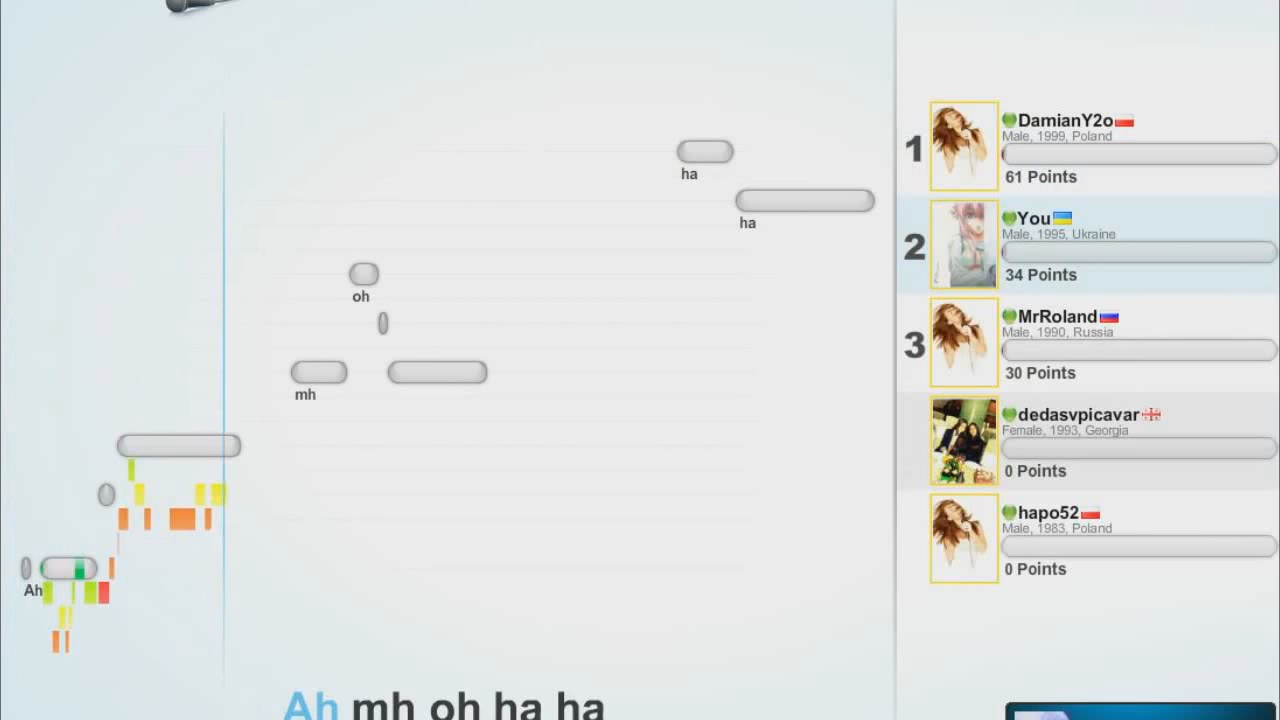 ha
ha
oh
mh
Ah
Ah mh oh ha ha
1
DamianY2o
Male, 1999, Poland
61 Points
2
You
Male, 1995, Ukraine
34 Points
3
MrRoland
Male, 1990, Russia
30 Points
dedasvpicavar
Female, 1993, Georgia
0 Points
hapo52
Male, 1983, Poland
0 Points